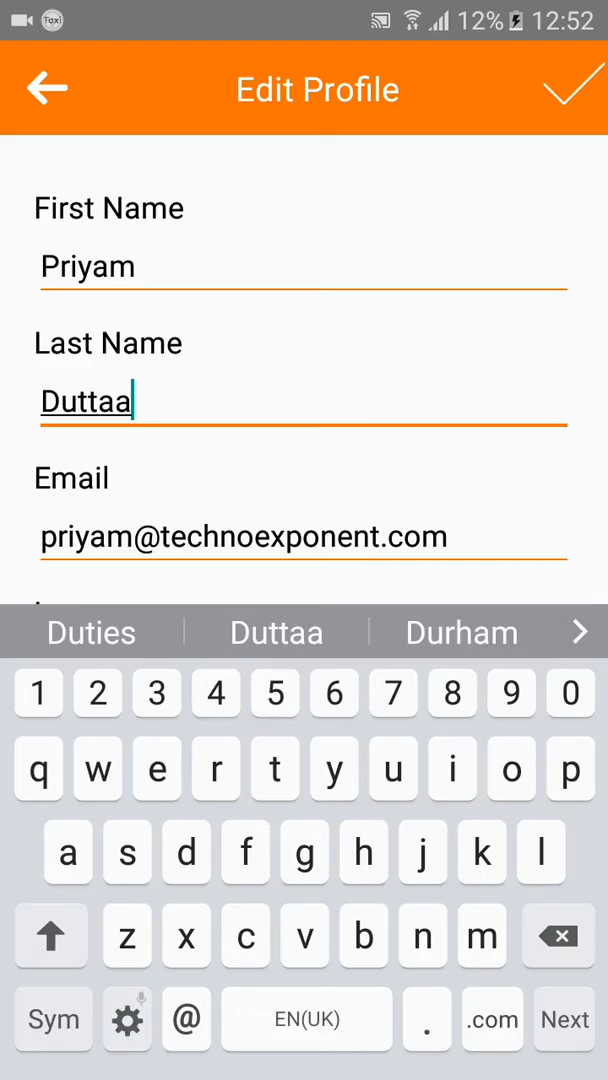 Taxi 12% 12:52
Edit Profile
First Name
Priyam
Last Name
Duttaa
Email
priyam@technoexponent.com
Duties Duttaa Durham
1 2 3 4 5 6 7 8 9 0
q w e r t y u i o p
a s d f g h j k l
z x c v b n m
Sym @ EN(UK) . .com Next